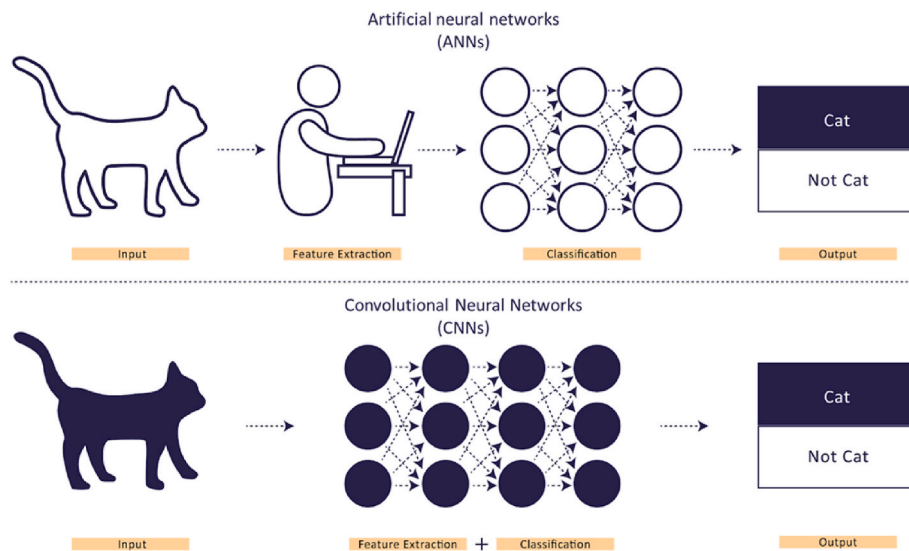 Artificial neural networks
(ANNs)
Cat
Not Cat
Input
Feature Extraction
Classification
Output
Convolutional Neural Networks
(CNNs)
Cat
Not Cat
Input
Feature Extraction + Classification
Output